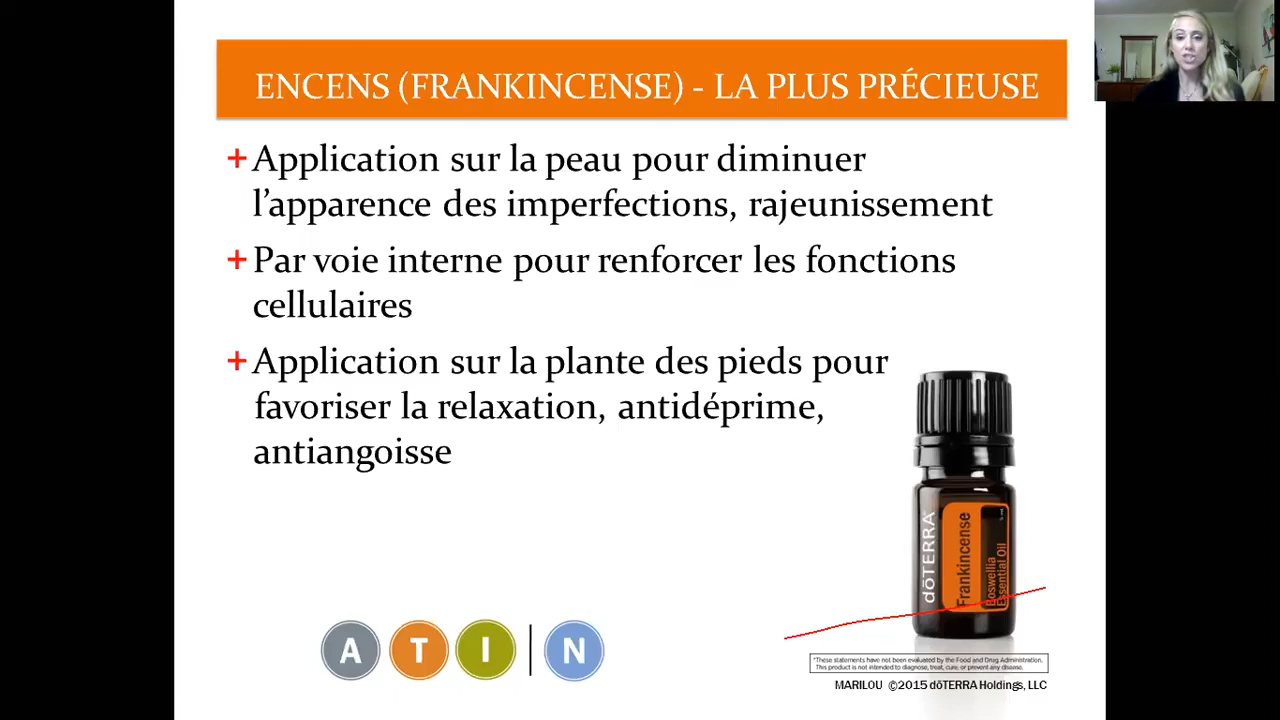 ENCENS (FRANKINCENSE) - LA PLUS PRÉCIEUSE
+Application sur la peau pour diminuer
l'apparence des imperfections, rajeunissement
+Par voie interne pour renforcer les fonctions
cellulaires
+Application sur la plante des pieds pour
favoriser la relaxation, antidéprime,
antiangoisse
dōTERRA
Frankincense
Boswellia
Essential Oil
5 mL
A T I | N
*These statements have not been evaluated by the Food and Drug Administration.
This product is not intended to diagnose, treat, cure, or prevent any disease.
MARILOU ©2015 dōTERRA Holdings, LLC